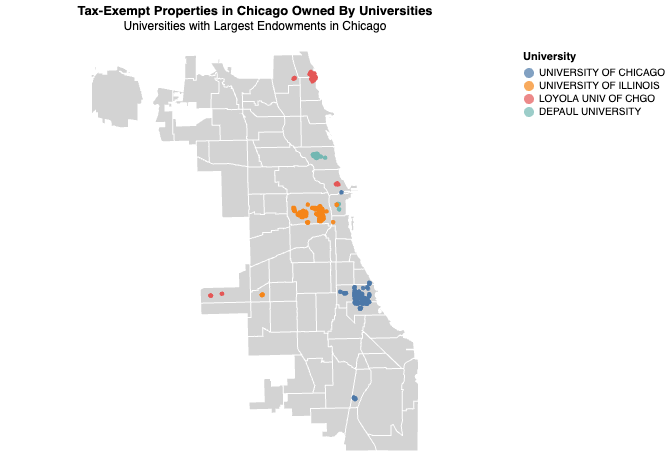 Tax-Exempt Properties in Chicago Owned By Universities
Universities with Largest Endowments in Chicago
University
UNIVERSITY OF CHICAGO
UNIVERSITY OF ILLINOIS
LOYOLA UNIV OF CHGO
DEPAUL UNIVERSITY